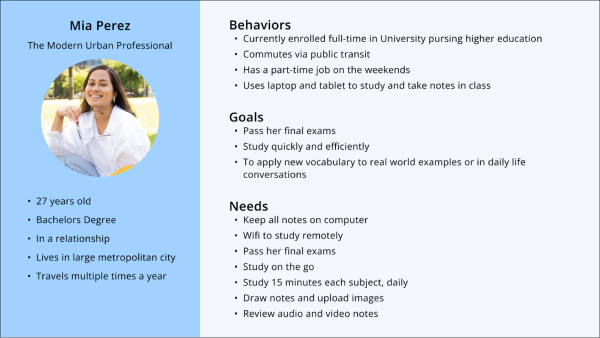 Mia Perez
The Modern Urban Professional
• 27 years old
• Bachelors Degree
• In a relationship
• Lives in large metropolitan city
• Travels multiple times a year
Behaviors
• Currently enrolled full-time in University pursing higher education
• Commutes via public transit
• Has a part-time job on the weekends
• Uses laptop and tablet to study and take notes in class
Goals
• Pass her final exams
• Study quickly and efficiently
• To apply new vocabulary to real world examples or in daily life
conversations
Needs
• Keep all notes on computer
• Wifi to study remotely
• Pass her final exams
• Study on the go
• Study 15 minutes each subject, daily
• Draw notes and upload images
• Review audio and video notes